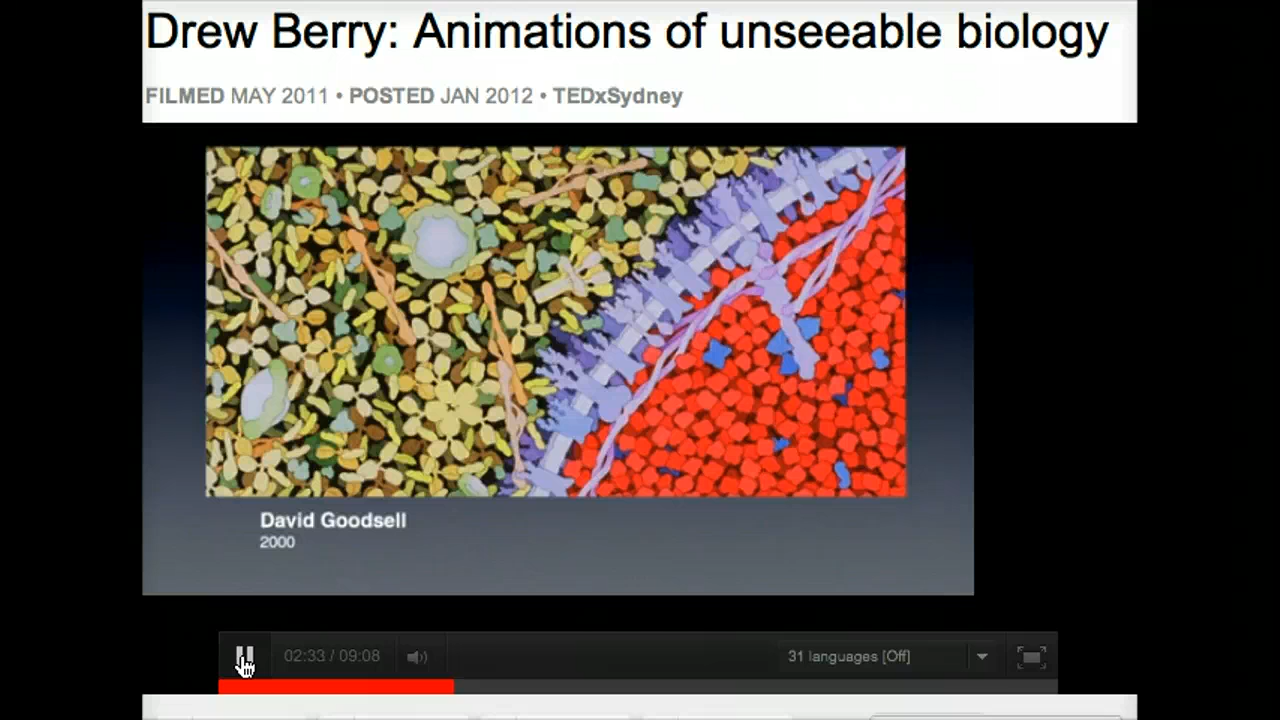 Drew Berry: Animations of unseeable biology
FILMED MAY 2011 • POSTED JAN 2012 • TEDxSydney
David Goodsell
2000
02:33 / 09:08
31 languages [Off]